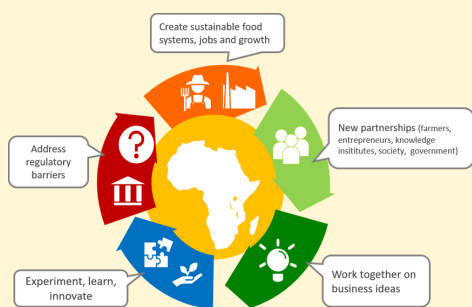 Create sustainable food
systems, jobs and growth
New partnerships (farmers,
entrepreneurs, knowledge
insititutes, society, government)
Address
regulatory
barriers
Experiment, learn,
innovate
Work together on
business ideas